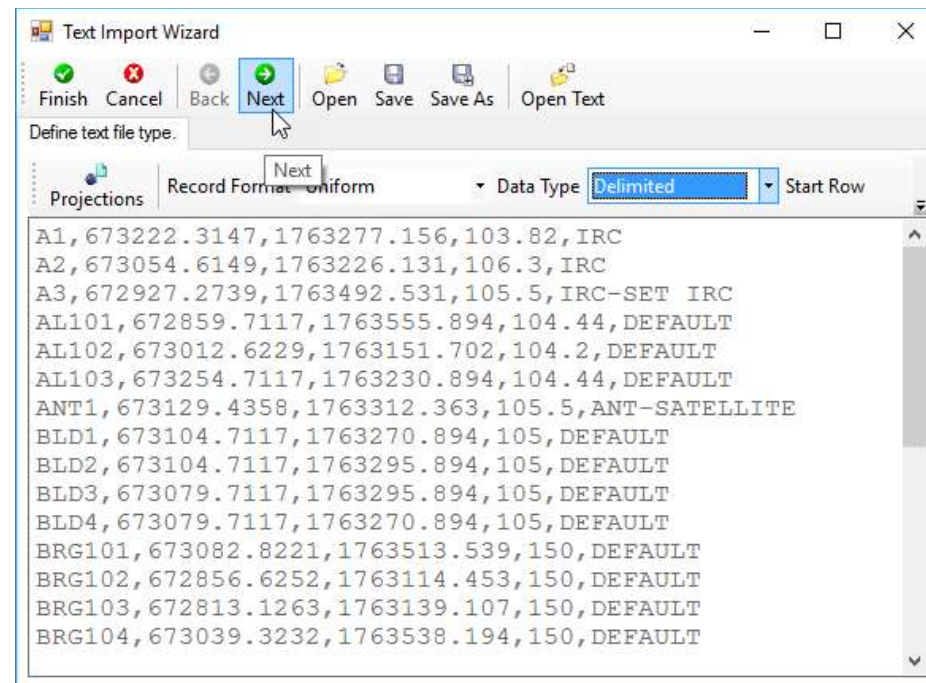 Text Import Wizard
Finish Cancel Back Next Open Save Save As Open Text
Define text file type.
Next
Projections Record Format Uniform Data Type Delimited Start Row
A1,673222.3147,1763277.156,103.82,IRC
A2,673054.6149,1763226.131,106.3,IRC
A3,672927.2739,1763492.531,105.5,IRC-SET IRC
AL101,672859.7117,1763555.894,104.44,DEFAULT
AL102,673012.6229,1763151.702,104.2,DEFAULT
AL103,673254.7117,1763230.894,104.44,DEFAULT
ANT1,673129.4358,1763312.363,105.5,ANT-SATELLITE
BLD1,673104.7117,1763270.894,105,DEFAULT
BLD2,673104.7117,1763295.894,105,DEFAULT
BLD3,673079.7117,1763295.894,105,DEFAULT
BLD4,673079.7117,1763270.894,105,DEFAULT
BRG101,673082.8221,1763513.539,150,DEFAULT
BRG102,672856.6252,1763114.453,150,DEFAULT
BRG103,672813.1263,1763139.107,150,DEFAULT
BRG104,673039.3232,1763538.194,150,DEFAULT